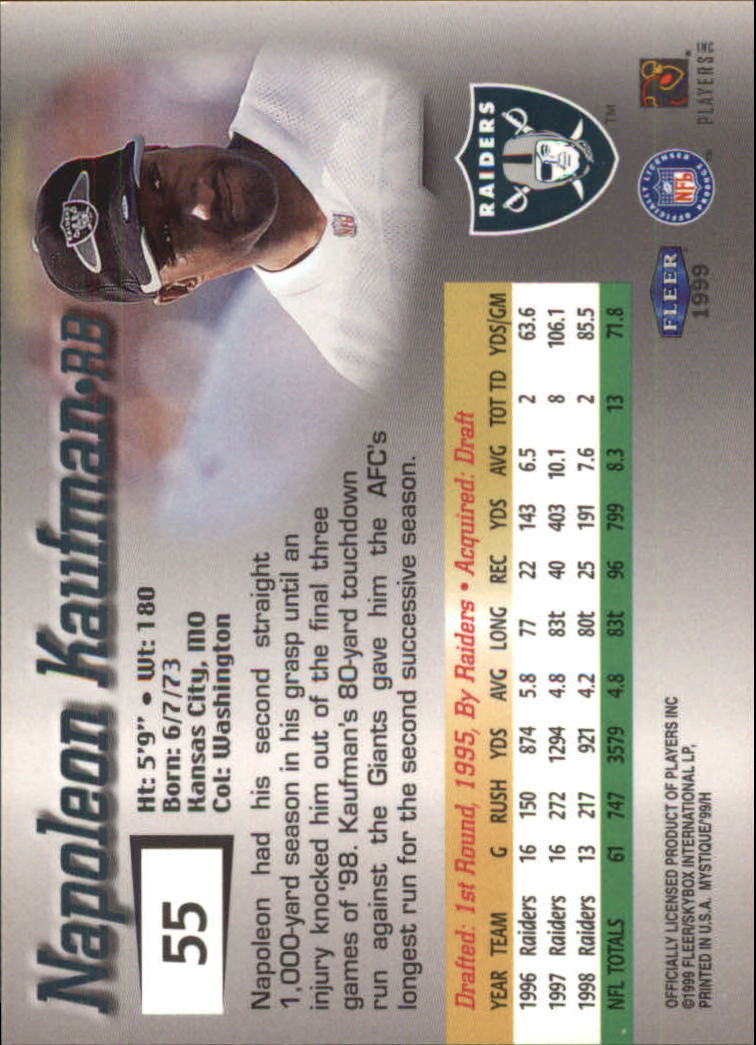 Napoleon Kaufman•RB
55
Ht: 5'9" • Wt: 180
Born: 6/7/73
Kansas City, MO
Col: Washington
Napoleon had his second straight
1,000-yard season in his grasp until an
injury knocked him out of the final three
games of '98. Kaufman's 80-yard touchdown
run against the Giants gave him the AFC's
longest run for the second successive season.
Drafted: 1st Round, 1995, By Raiders • Acquired: Draft
YEAR TEAM G RUSH YDS AVG LONG REC YDS AVG TOT TD YDS/GM
1996 Raiders 16 150 874 5.8 77 22 143 6.5 2 63.6
1997 Raiders 16 272 1294 4.8 83t 40 403 10.1 8 106.1
1998 Raiders 13 217 921 4.2 80t 25 191 7.6 2 85.5
NFL TOTALS 61 747 3579 4.8 83t 96 799 8.3 13 71.8
RAIDERS
TM
OFFICIALLY LICENSED PRODUCT OF PLAYERS INC
©1999 FLEER/SKYBOX INTERNATIONAL LP,
PRINTED IN U.S.A. MYSTIQUE/'99/H
FLEER
1999
OFFICIALLY LICENSED PRODUCT
NFL
PLAYERS INC